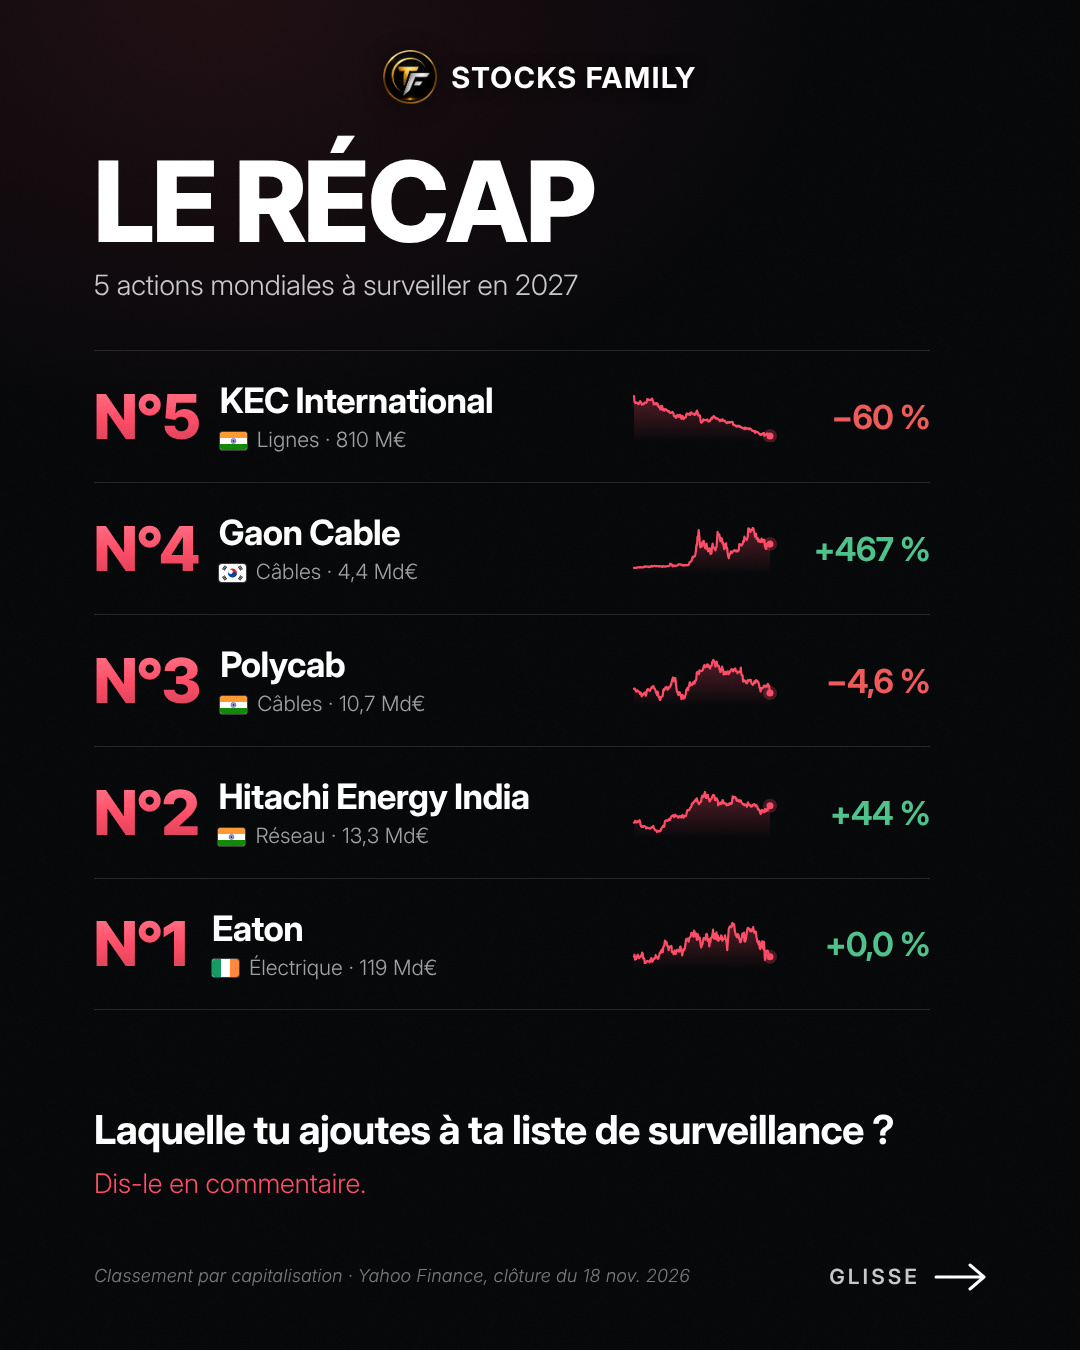 TF STOCKS FAMILY
LE RÉCAP
5 actions mondiales à surveiller en 2027
N°5 KEC International −60 %
Lignes · 810 M€
N°4 Gaon Cable +467 %
Câbles · 4,4 Md€
N°3 Polycab −4,6 %
Câbles · 10,7 Md€
N°2 Hitachi Energy India +44 %
Réseau · 13,3 Md€
N°1 Eaton +0,0 %
Électrique · 119 Md€
Laquelle tu ajoutes à ta liste de surveillance ?
Dis-le en commentaire.
Classement par capitalisation · Yahoo Finance, clôture du 18 nov. 2026
GLISSE